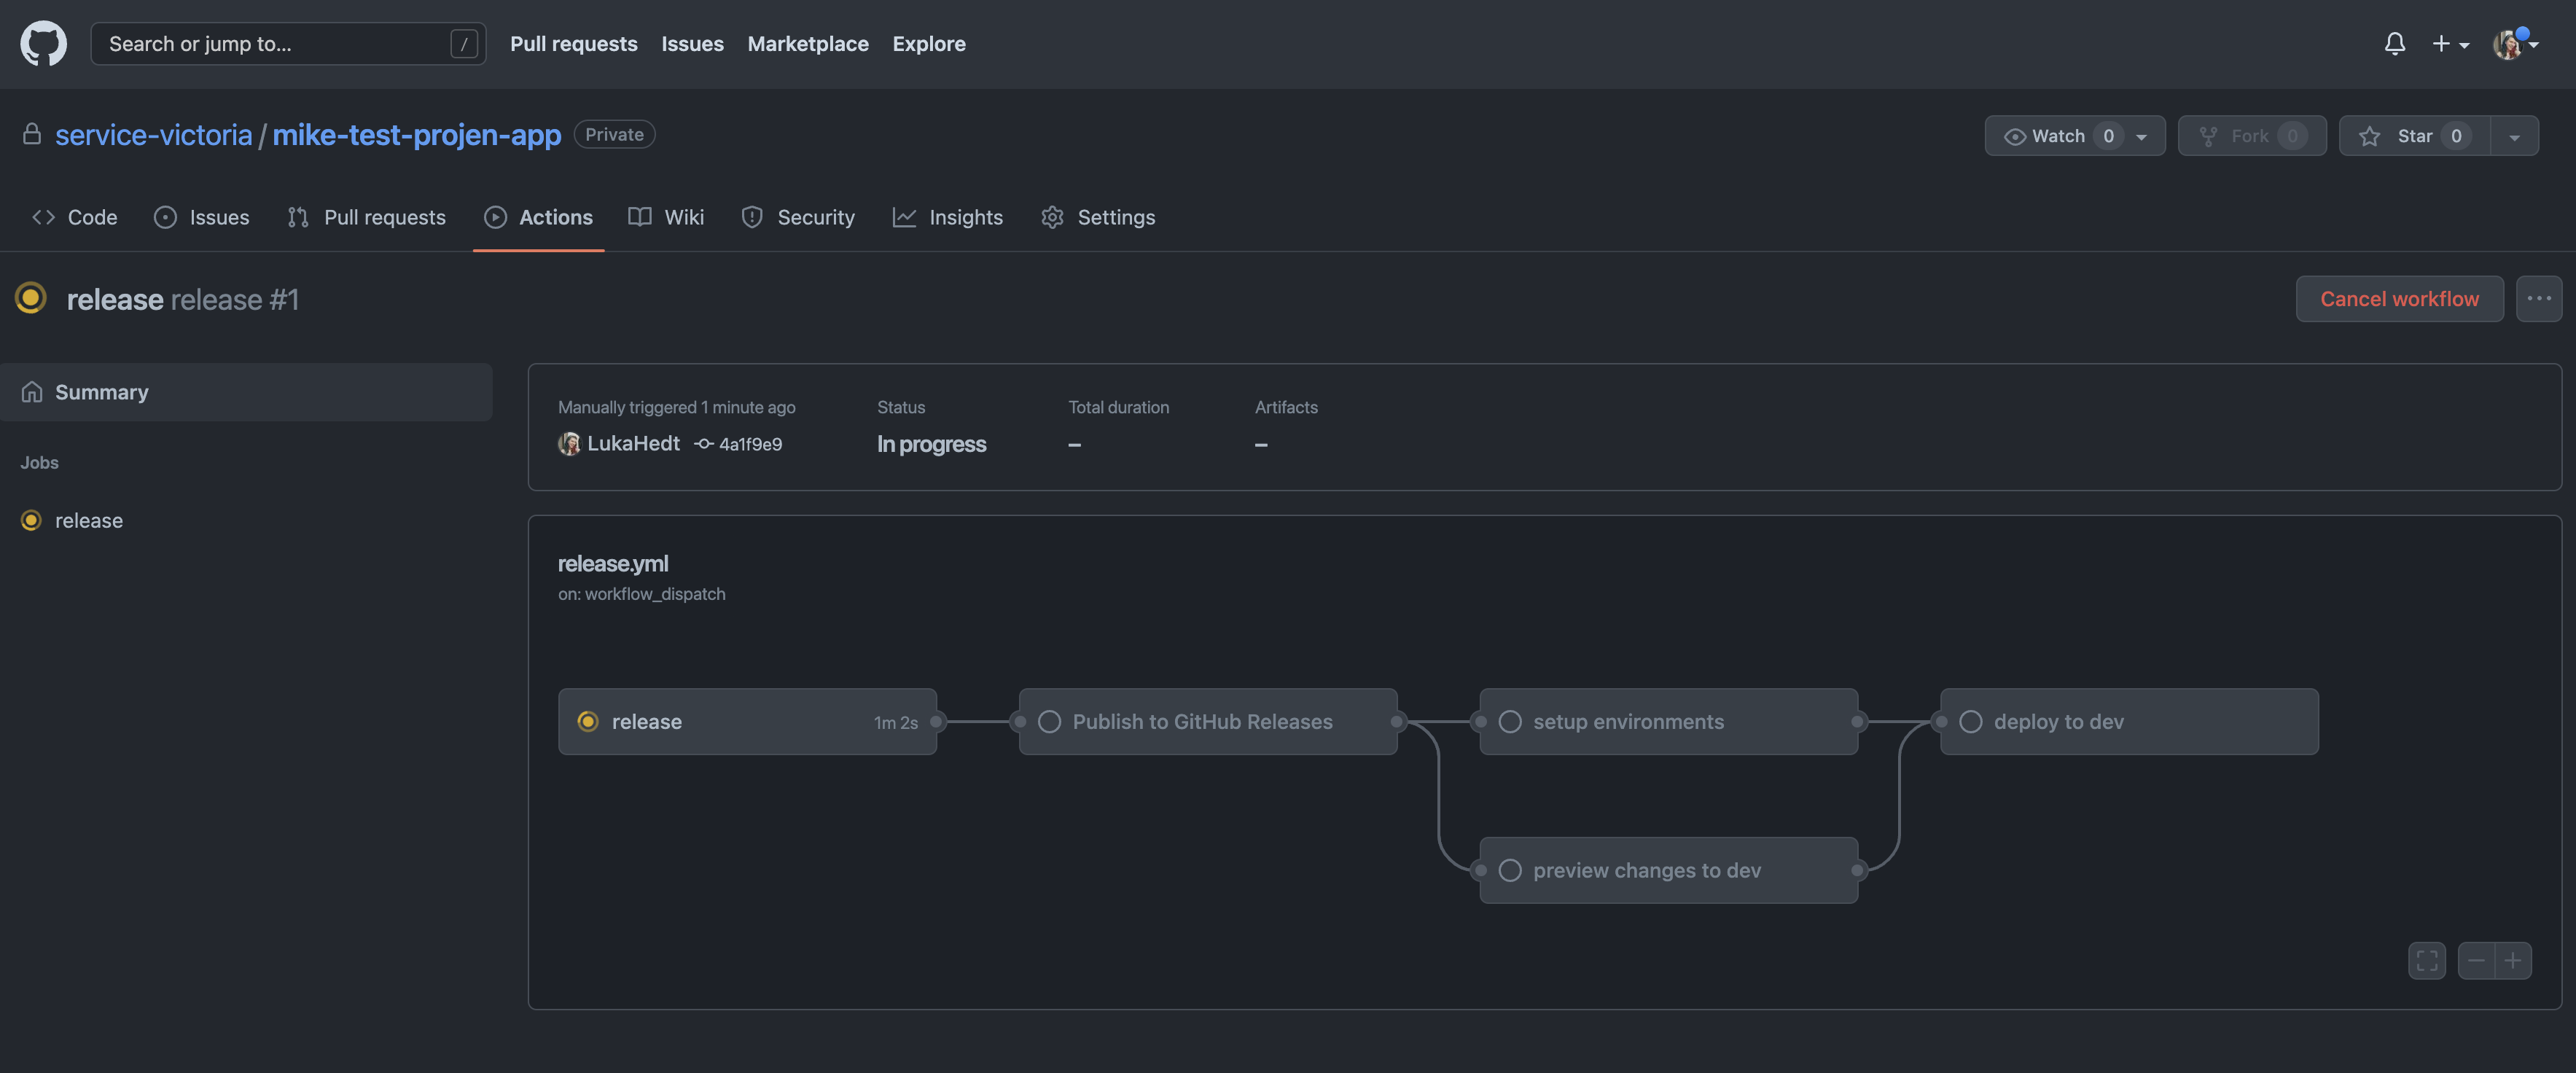 Search or jump to... /
Pull requests Issues Marketplace Explore
service-victoria / mike-test-projen-app Private
Watch 0 Fork 0 Star 0
Code Issues Pull requests Actions Wiki Security Insights Settings
release release #1
Cancel workflow ...
Summary
Jobs
release
Manually triggered 1 minute ago
LukaHedt 4a1f9e9
Status
In progress
Total duration
–
Artifacts
–
release.yml
on: workflow_dispatch
release 1m 2s
Publish to GitHub Releases
setup environments
deploy to dev
preview changes to dev